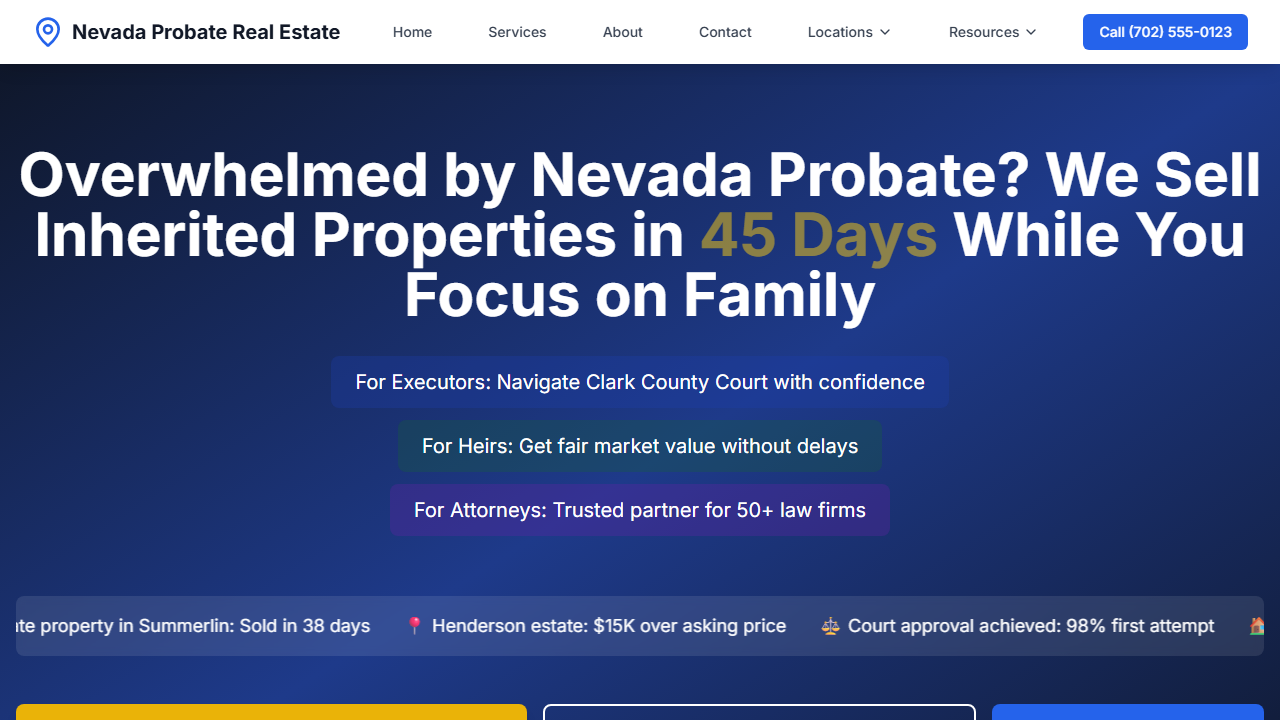 Nevada Probate Real Estate
Home
Services
About
Contact
Locations
Resources
Call (702) 555-0123
Overwhelmed by Nevada Probate? We Sell
Inherited Properties in 45 Days While You
Focus on Family
For Executors: Navigate Clark County Court with confidence
For Heirs: Get fair market value without delays
For Attorneys: Trusted partner for 50+ law firms
property in Summerlin: Sold in 38 days
Henderson estate: $15K over asking price
Court approval achieved: 98% first attempt